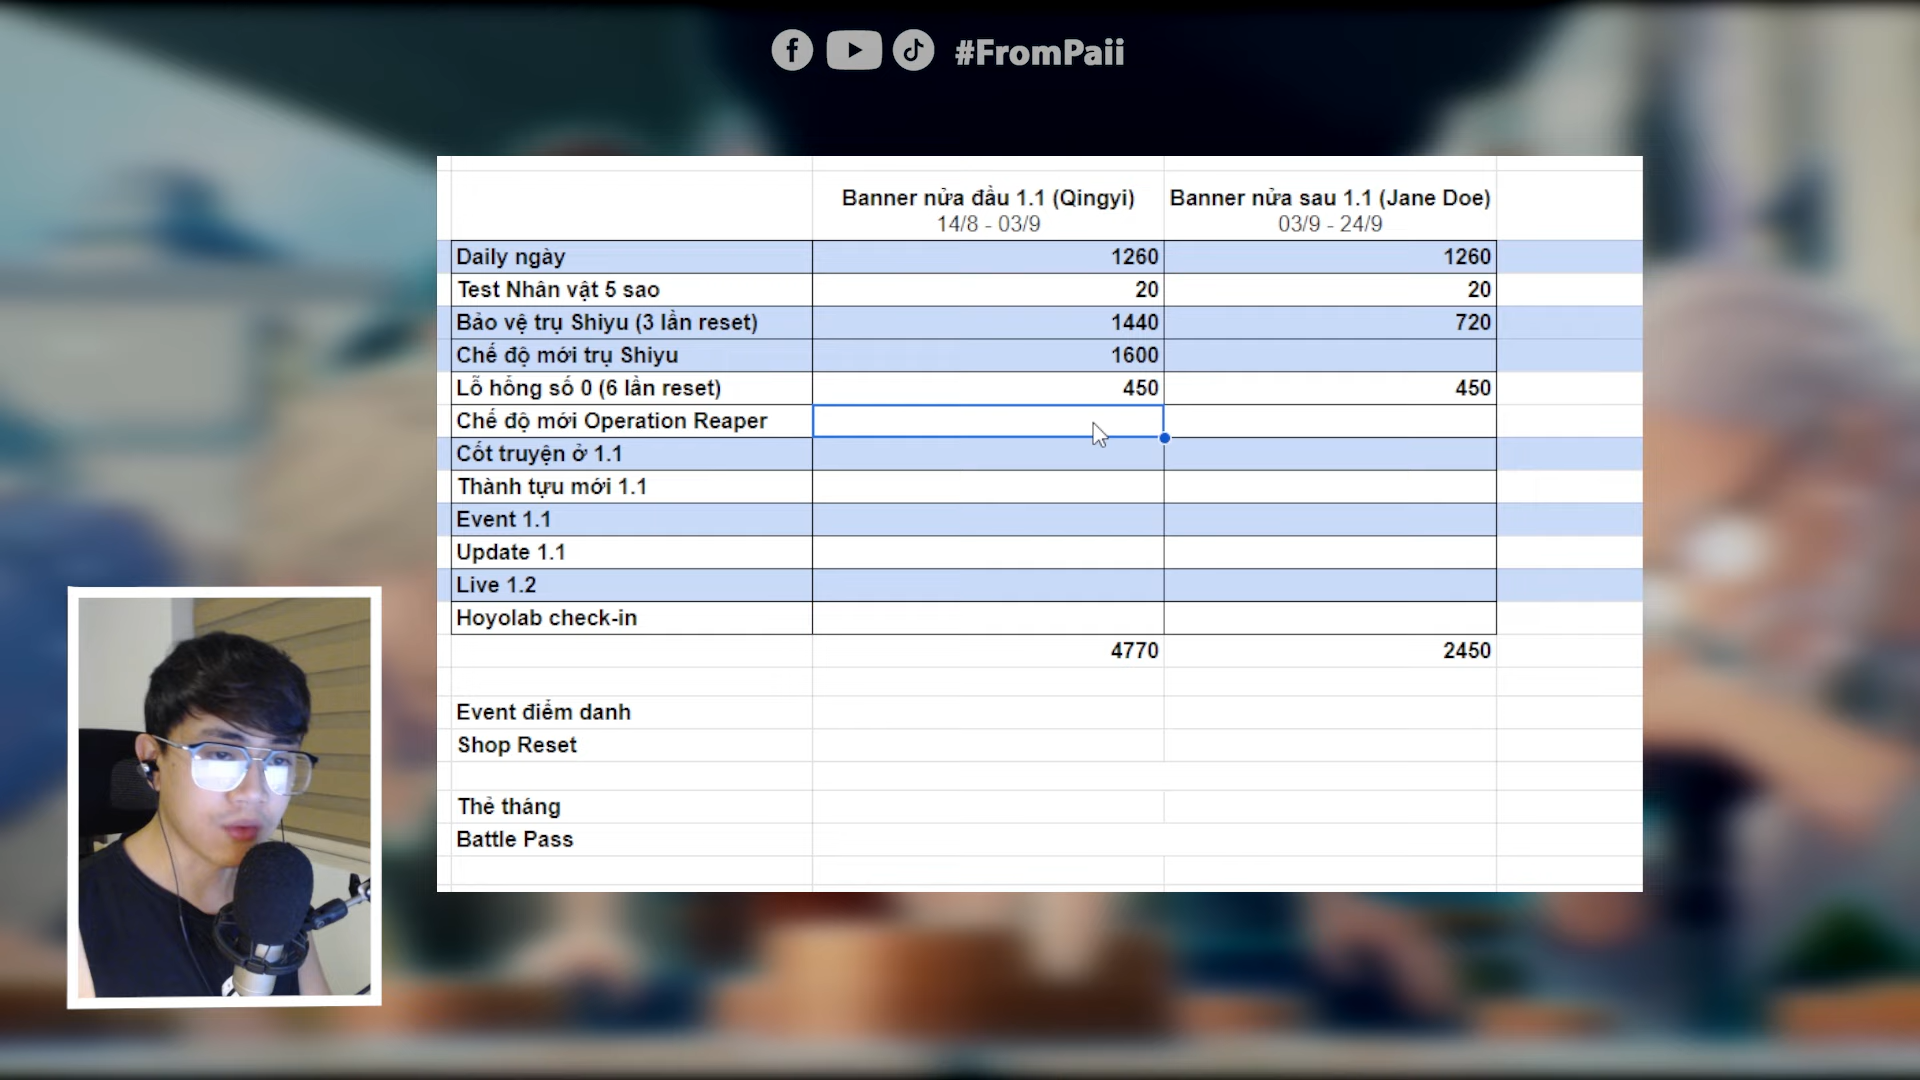 #FromPaii
Banner nửa đầu 1.1 (Qingyi) Banner nửa sau 1.1 (Jane Doe)
14/8 - 03/9 03/9 - 24/9
Daily ngày 1260 1260
Test Nhân vật 5 sao 20 20
Bảo vệ trụ Shiyu (3 lần reset) 1440 720
Chế độ mới trụ Shiyu 1600
Lỗ hổng số 0 (6 lần reset) 450 450
Chế độ mới Operation Reaper
Cốt truyện ở 1.1
Thành tựu mới 1.1
Event 1.1
Update 1.1
Live 1.2
Hoyolab check-in
4770 2450
Event điểm danh
Shop Reset
Thẻ tháng
Battle Pass